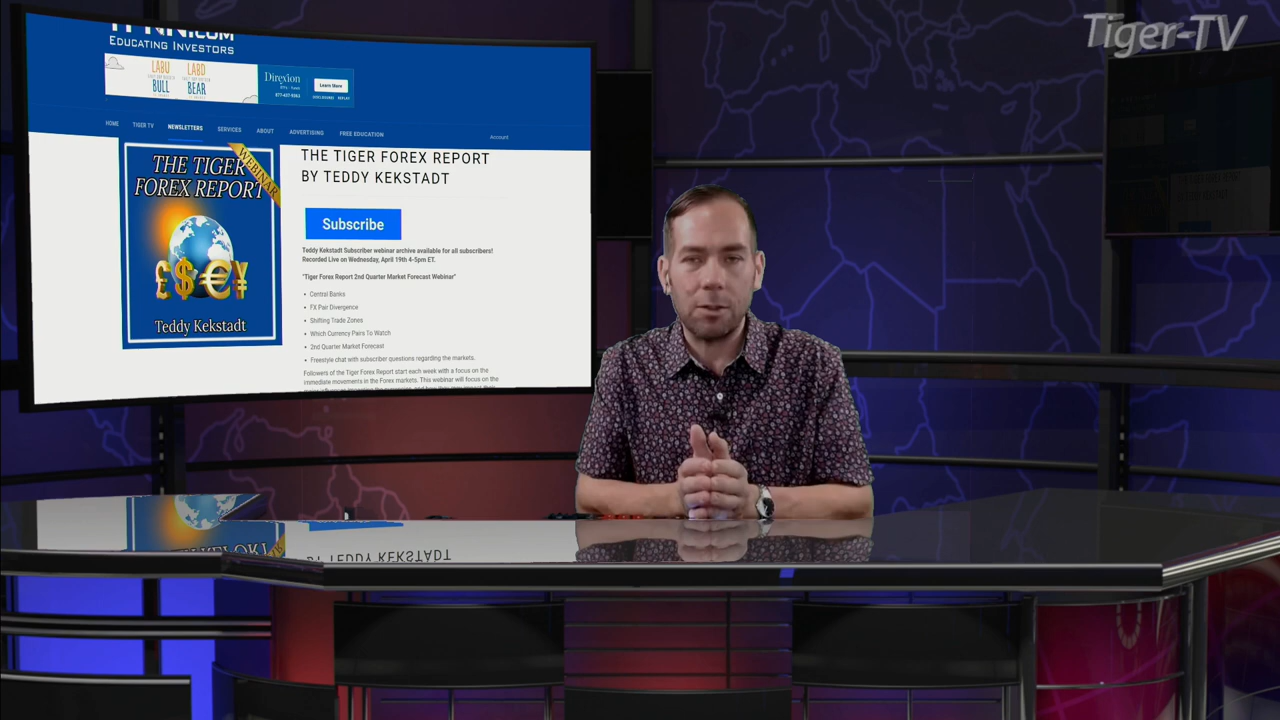 Tiger-TV
EDUCATING INVESTORS
LABU
BULL
LABD
BEAR
Direxion
877-437-9363
Learn More
HOME
TIGER TV
NEWSLETTERS
SERVICES
ABOUT
ADVERTISING
FREE EDUCATION
Account
THE TIGER
FOREX REPORT
WEBINAR
£$€¥
Teddy Kekstadt
THE TIGER FOREX REPORT
BY TEDDY KEKSTADT
Subscribe
Teddy Kekstadt Subscriber webinar archive available for all subscribers!
Recorded Live on Wednesday, April 19th 4-5pm ET.
"Tiger Forex Report 2nd Quarter Market Forecast Webinar"
• Central Banks
• FX Pair Divergence
• Shifting Trade Zones
• Which Currency Pairs To Watch
• 2nd Quarter Market Forecast
• Freestyle chat with subscriber questions regarding the markets.
Followers of the Tiger Forex Report start each week with a focus on the
immediate movements in the Forex markets. This webinar will focus on the